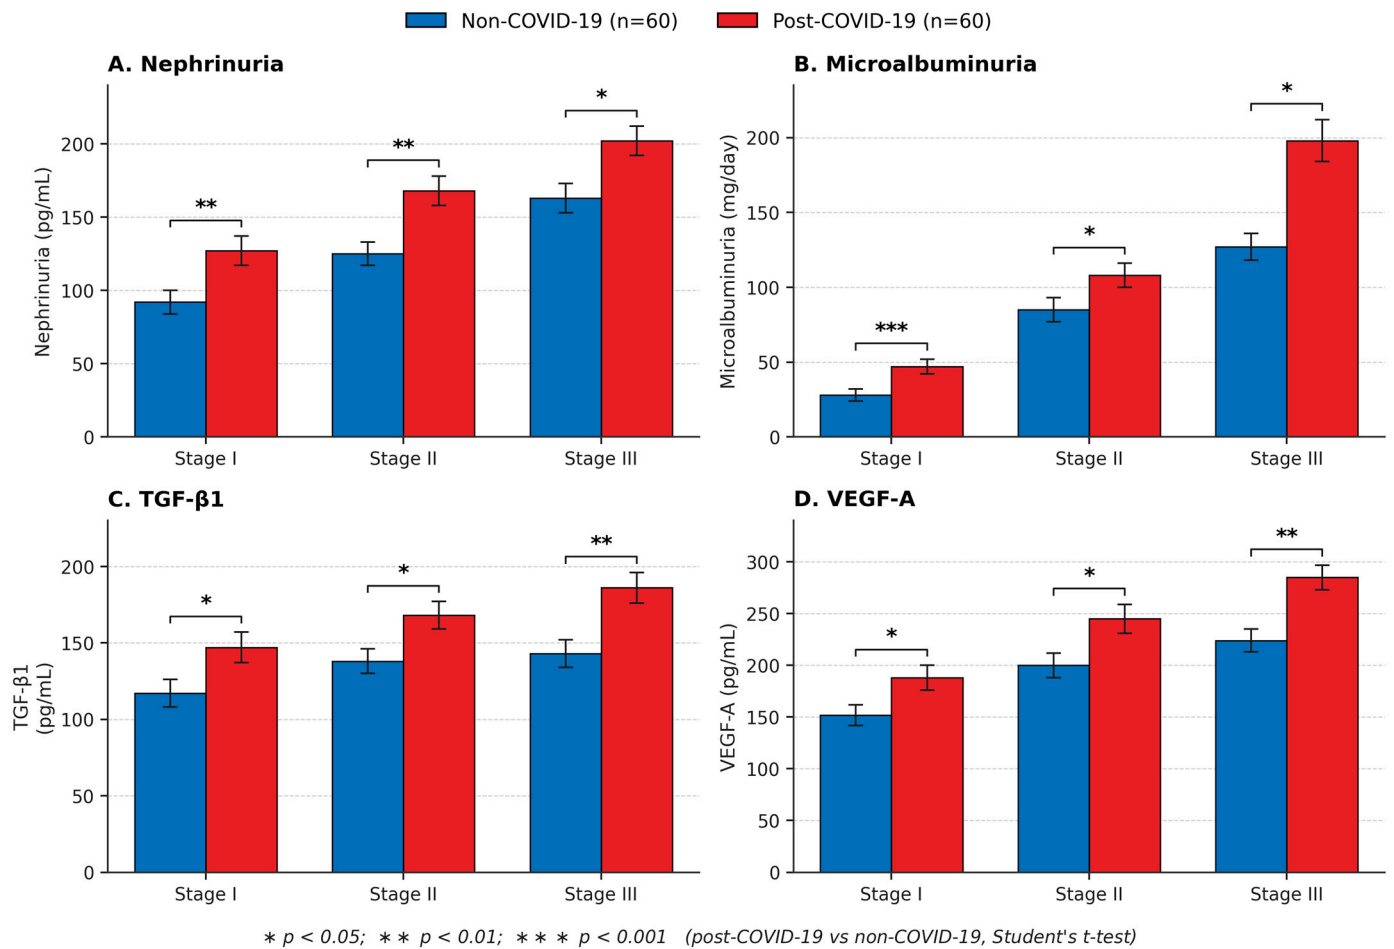 Non-COVID-19 (n=60) Post-COVID-19 (n=60)
A. Nephrinuria
Nephrinuria (pg/mL)
200
150
100
50
0
**
**
*
Stage I Stage II Stage III
B. Microalbuminuria
Microalbuminuria (mg/day)
200
150
100
50
0
***
*
*
Stage I Stage II Stage III
C. TGF-β1
TGF-β1
(pg/mL)
200
150
100
50
0
*
*
**
Stage I Stage II Stage III
D. VEGF-A
VEGF-A (pg/mL)
300
250
200
150
100
50
0
*
*
**
Stage I Stage II Stage III
* p < 0.05; ** p < 0.01; *** p < 0.001 (post-COVID-19 vs non-COVID-19, Student's t-test)